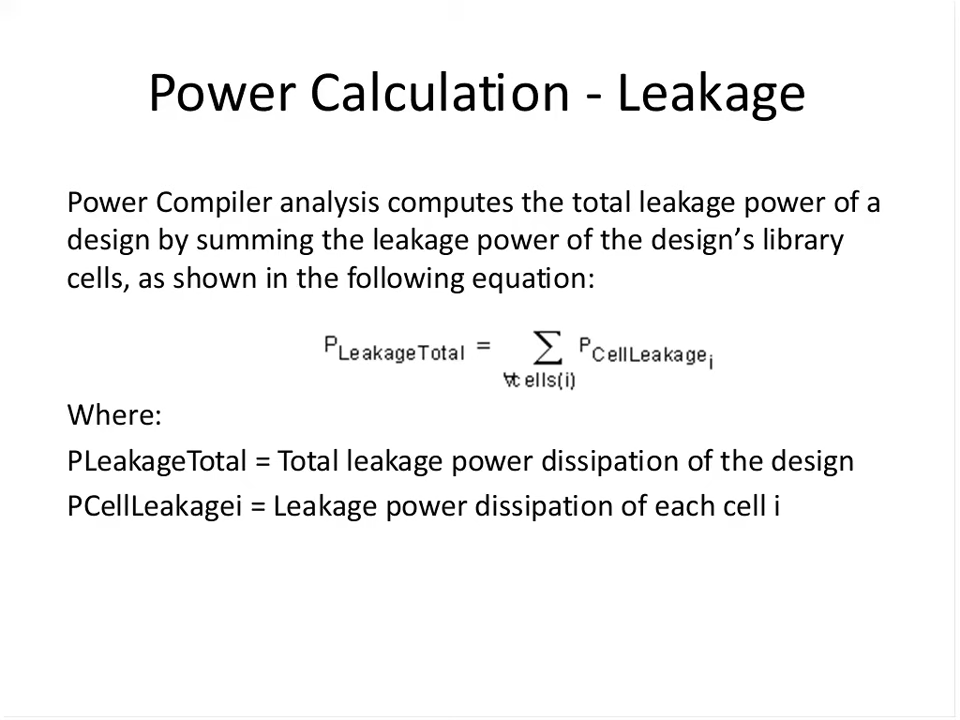 Power Calculation - Leakage
Power Compiler analysis computes the total leakage power of a
design by summing the leakage power of the design’s library
cells, as shown in the following equation:
P LeakageTotal = ∑ P CellLeakage i
∀cells(i)
Where:
PLeakageTotal = Total leakage power dissipation of the design
PCellLeakagei = Leakage power dissipation of each cell i